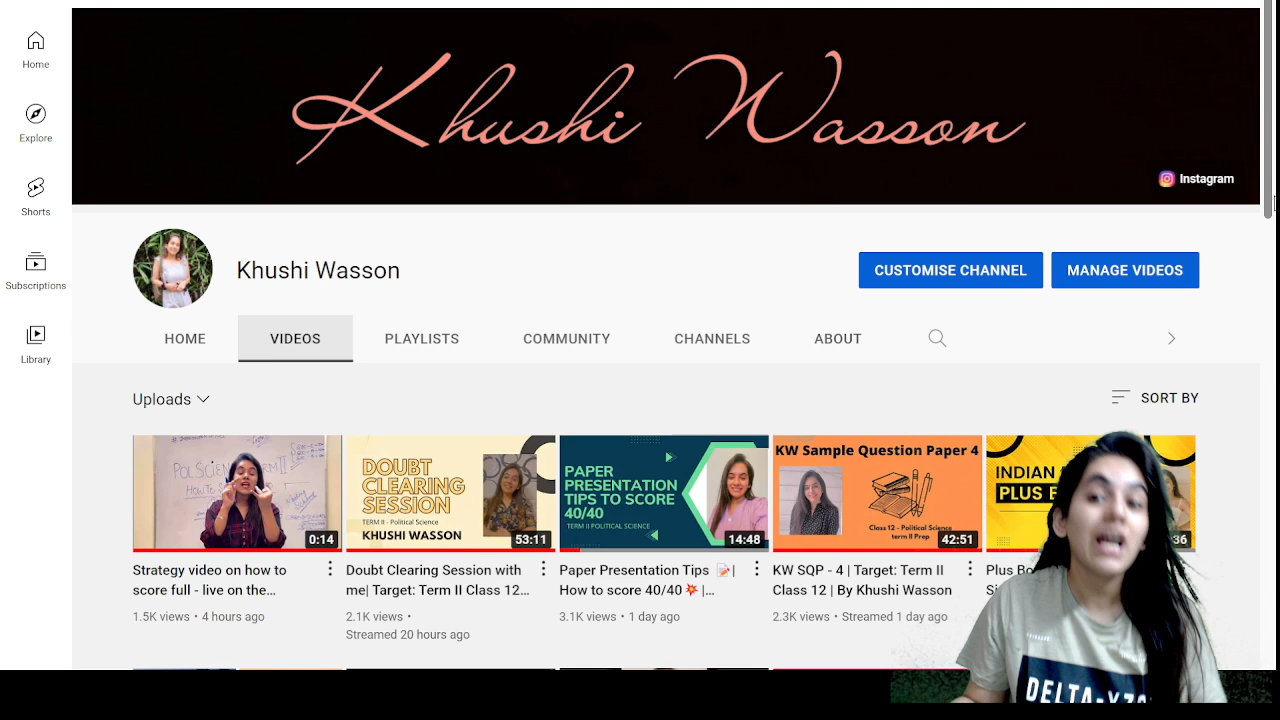 Khushi Wasson
Instagram
Home
Explore
Shorts
Subscriptions
Library
Khushi Wasson
CUSTOMISE CHANNEL
MANAGE VIDEOS
HOME
VIDEOS
PLAYLISTS
COMMUNITY
CHANNELS
ABOUT
Uploads
SORT BY
POL SCIENCE TERM II
HOW TO
0:14
DOUBT
CLEARING
SESSION
TERM II - Political Science
KHUSHI WASSON
53:11
PAPER
PRESENTATION
TIPS TO SCORE
40/40
TERM II POLITICAL SCIENCE
14:48
KW Sample Question Paper 4
Class 12 - Political Science
term II Prep
42:51
INDIAN
PLUS
36
Strategy video on how to
score full - live on the...
1.5K views • 4 hours ago
Doubt Clearing Session with
me| Target: Term II Class 12...
2.1K views •
Streamed 20 hours ago
Paper Presentation Tips 📝|
How to score 40/40 💥 |...
3.1K views • 1 day ago
KW SQP - 4 | Target: Term II
Class 12 | By Khushi Wasson
2.3K views • Streamed 1 day ago
Plus Bo